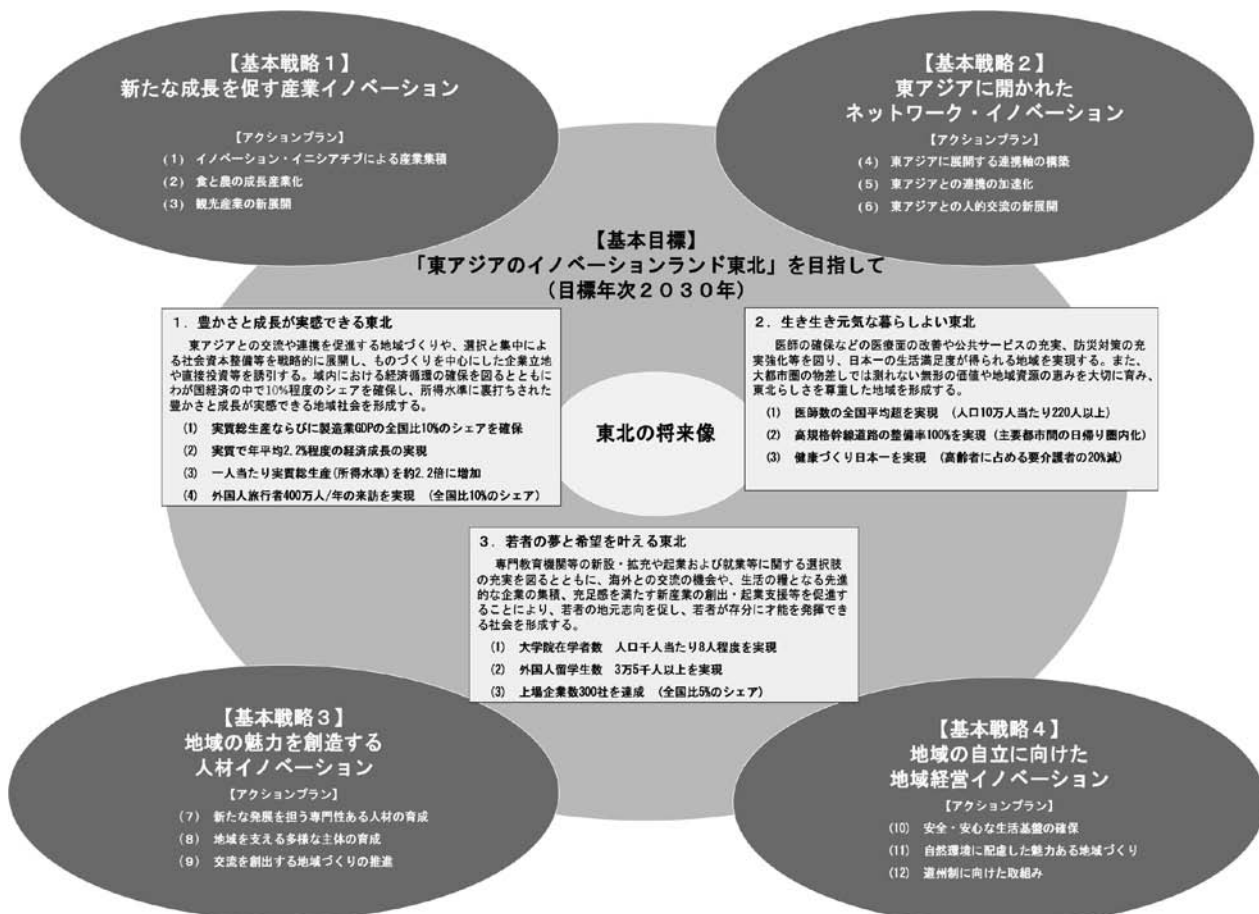 【基本戦略1】
新たな成長を促す産業イノベーション
【アクションプラン】
(1) イノベーション・イニシアチブによる産業集積
(2) 食と農の成長産業化
(3) 観光産業の新展開
【基本戦略2】
東アジアに開かれた
ネットワーク・イノベーション
【アクションプラン】
(4) 東アジアに展開する連携軸の構築
(5) 東アジアとの連携の加速化
(6) 東アジアとの人的交流の新展開
【基本目標】
「東アジアのイノベーションランド東北」を目指して
(目標年次2030年)
1.豊かさと成長が実感できる東北
東アジアとの交流や連携を促進する地域づくりや、選択と集中によ
る社会資本整備等を戦略的に展開し、ものづくりを中心にした企業立地
や直接投資等を誘引する。域内における経済循環の確保を図るとともに
わが国経済の中で10%程度のシェアを確保し、所得水準に裏打ちされた
豊かさと成長が実感できる地域社会を形成する。
(1) 実質総生産ならびに製造業GDPの全国比10%のシェアを確保
(2) 実質で年平均2.2%程度の経済成長の実現
(3) 一人当たり実質総生産(所得水準)を約2.2倍に増加
(4) 外国人旅行者400万人/年の来訪を実現 (全国比10%のシェア)
2.生き生き元気な暮らしよい東北
医師の確保などの医療面の改善や公共サービスの充実、防災対策の充
実強化等を図り、日本一の生活満足度が得られる地域を実現する。また、
大都市圏の物差しでは測れない無形の価値や地域資源の恵みを大切に育み、
東北らしさを尊重した地域を形成する。
(1) 医師数の全国平均超を実現 (人口10万人当たり220人以上)
(2) 高規格幹線道路の整備率100%を実現 (主要都市間の日帰り圏内化)
(3) 健康づくり日本一を実現 (高齢者に占める要介護者の20%減)
東北の将来像
3.若者の夢と希望を叶える東北
専門教育機関等の新設・拡充や起業および就業等に関する選択肢
の充実を図るとともに、海外との交流の機会や、生活の糧となる先進
的な企業の集積、充足感を満たす新産業の創出・起業支援等を促進す
ることにより、若者の地元志向を促し、若者が存分に才能を発揮でき
る社会を形成する。
(1) 大学院在学者数 人口千人当たり8人程度を実現
(2) 外国人留学生数 3万5千人以上を実現
(3) 上場企業数300社を達成 (全国比5%のシェア)
【基本戦略3】
地域の魅力を創造する
人材イノベーション
【アクションプラン】
(7) 新たな発展を担う専門性ある人材の育成
(8) 地域を支える多様な主体の育成
(9) 交流を創出する地域づくりの推進
【基本戦略4】
地域の自立に向けた
地域経営イノベーション
【アクションプラン】
(10) 安全・安心な生活基盤の確保
(11) 自然環境に配慮した魅力ある地域づくり
(12) 道州制に向けた取組み